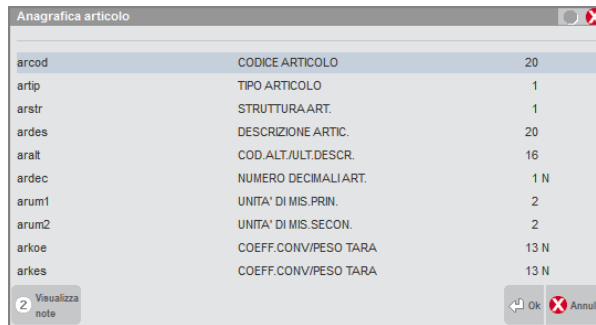 Anagrafica articolo
arcod CODICE ARTICOLO 20
artip TIPO ARTICOLO 1
arstr STRUTTURA ART. 1
ardes DESCRIZIONE ARTIC. 20
aralt COD.ALT./ULT.DESCR. 16
ardec NUMERO DECIMALI ART. 1 N
arum1 UNITA' DI MIS.PRIN. 2
arum2 UNITA' DI MIS.SECON. 2
arkoe COEFF.CONV/PESO TARA 13 N
arkes COEFF.CONV/PESO TARA 13 N
2 Visualizza
note
Ok Annul